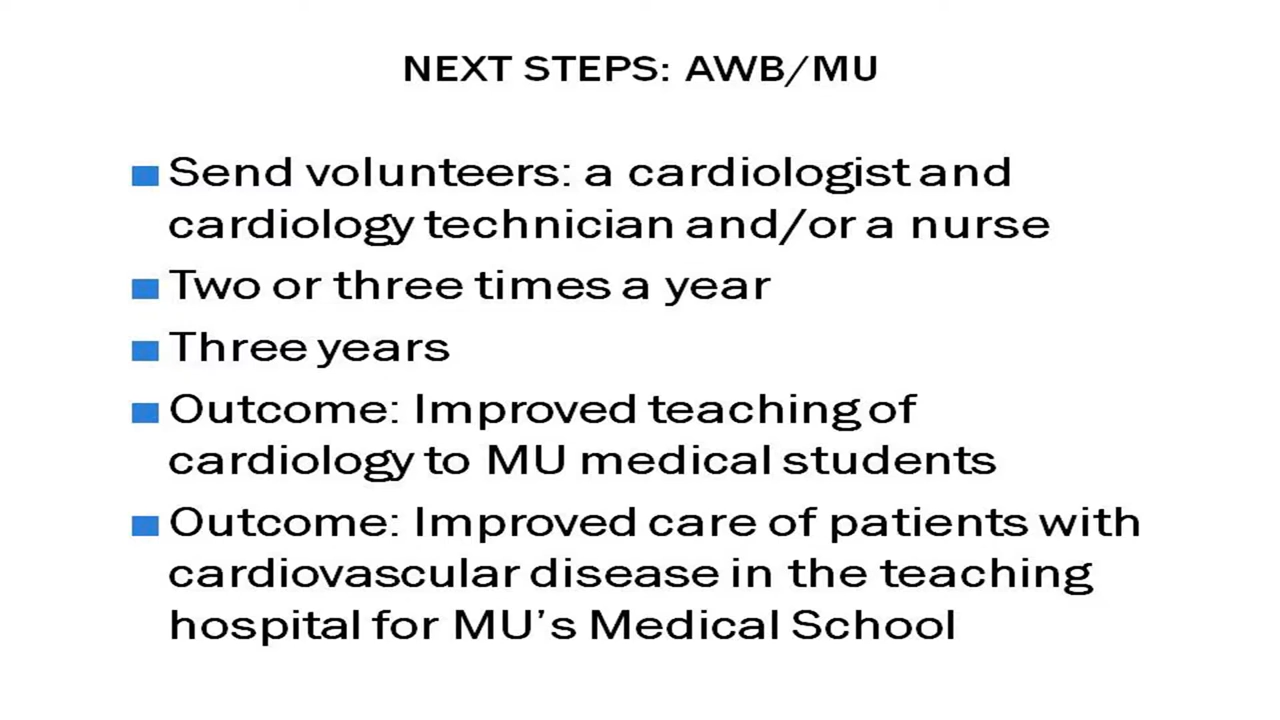 NEXT STEPS: AWB/MU
Send volunteers: a cardiologist and
cardiology technician and/or a nurse
Two or three times a year
Three years
Outcome: Improved teaching of
cardiology to MU medical students
Outcome: Improved care of patients with
cardiovascular disease in the teaching
hospital for MU's Medical School